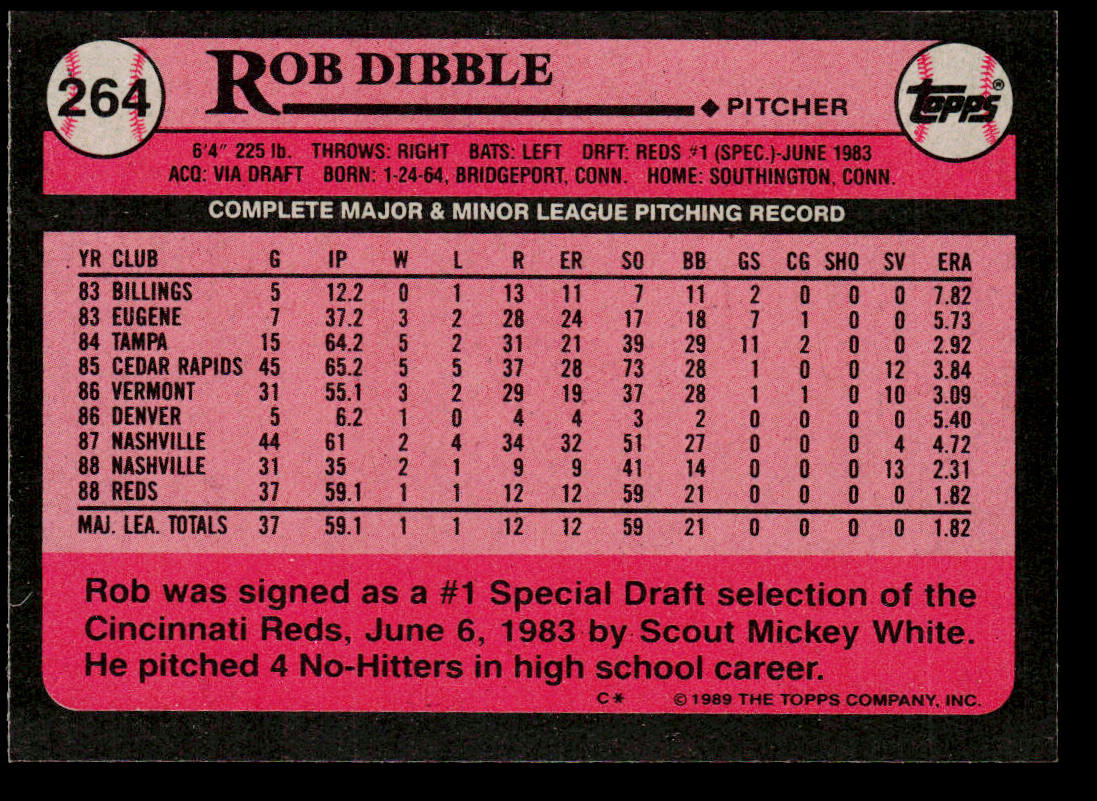 264
ROB DIBBLE
◆ PITCHER
TOPPS®
6'4" 225 lb. THROWS: RIGHT BATS: LEFT DRFT: REDS #1 (SPEC.)-JUNE 1983
ACQ: VIA DRAFT BORN: 1-24-64, BRIDGEPORT, CONN. HOME: SOUTHINGTON, CONN.
COMPLETE MAJOR & MINOR LEAGUE PITCHING RECORD
YR CLUB G IP W L R ER SO BB GS CG SHO SV ERA
83 BILLINGS 5 12.2 0 1 13 11 7 11 2 0 0 0 7.82
83 EUGENE 7 37.2 3 2 28 24 17 18 7 1 0 0 5.73
84 TAMPA 15 64.2 5 2 31 21 39 29 11 2 0 0 2.92
85 CEDAR RAPIDS 45 65.2 5 5 37 28 73 28 1 0 0 12 3.84
86 VERMONT 31 55.1 3 2 29 19 37 28 1 1 0 10 3.09
86 DENVER 5 6.2 1 0 4 4 3 2 0 0 0 0 5.40
87 NASHVILLE 44 61 2 4 34 32 51 27 0 0 0 4 4.72
88 NASHVILLE 31 35 2 1 9 9 41 14 0 0 0 13 2.31
88 REDS 37 59.1 1 1 12 12 59 21 0 0 0 0 1.82
MAJ. LEA. TOTALS 37 59.1 1 1 12 12 59 21 0 0 0 0 1.82
Rob was signed as a #1 Special Draft selection of the
Cincinnati Reds, June 6, 1983 by Scout Mickey White.
He pitched 4 No-Hitters in high school career.
C* © 1989 THE TOPPS COMPANY, INC.